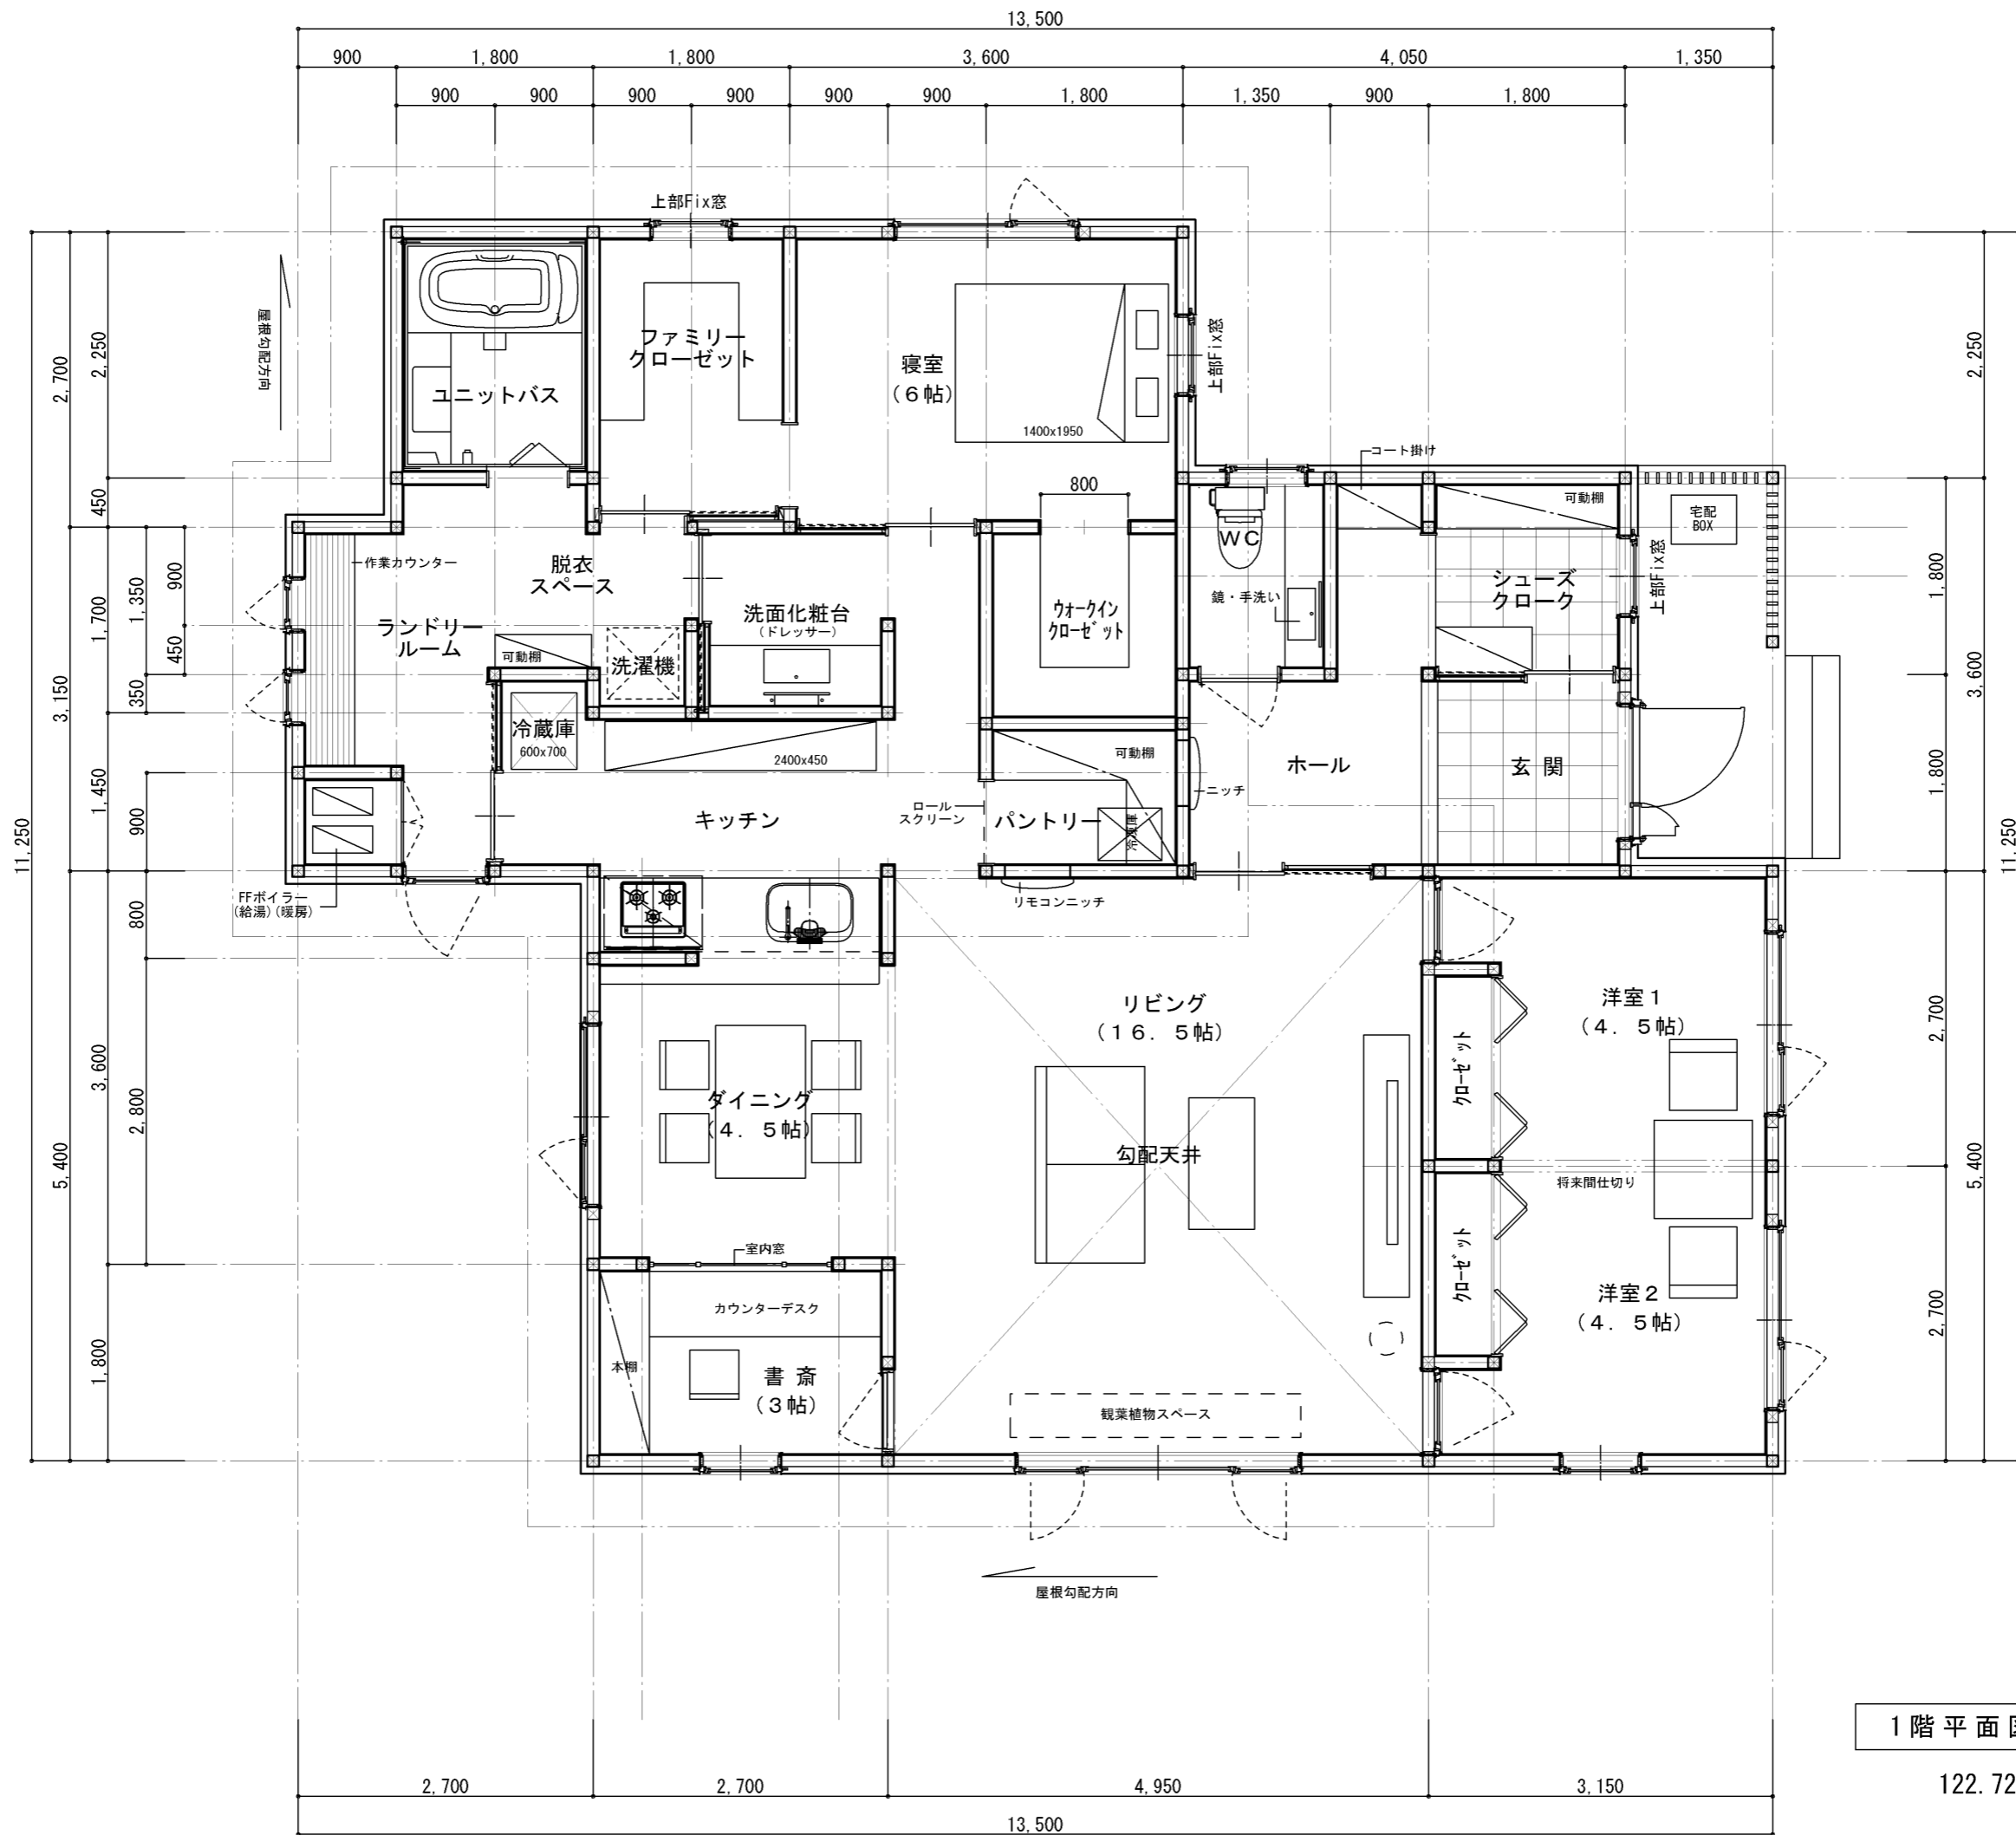 13,500
900 1,800 1,800 3,600 4,050 1,350
900 900 900 900 900 900 1,800 1,350 900 1,800
上部Fix窓
屋根勾配方向
ファミリー
クローゼット
ユニットバス
寝室
(6帖)
1400x1950
上部Fix窓
コート掛け
可動棚
宅配
BOX
800
WC
作業カウンター
脱衣
スペース
洗面化粧台
(ドレッサー)
ウォークイン
クローゼット
鏡・手洗い
シューズ
クローク
上部Fix窓
ランドリー
ルーム
可動棚
洗濯機
冷蔵庫
600x700
2400x450
可動棚
ニッチ
ホール
玄 関
ロール
スクリーン
キッチン
パントリー
冷凍庫
FFボイラー
(給湯)(暖房)
リモコンニッチ
リビング
(16. 5帖)
洋室1
(4. 5帖)
クローゼット
ダイニング
(4. 5帖)
勾配天井
将来間仕切り
室内窓
クローゼット
洋室2
(4. 5帖)
カウンターデスク
本棚
書 斎
(3帖)
観葉植物スペース
屋根勾配方向
11,250
2,700
3,150
5,400
2,250
450
1,700
1,450
3,600
1,800
1,350
350
900
800
2,800
900
450
2,250
1,800
1,800
2,700
2,700
2,250
3,600
5,400
11,250
1階平面
122.72
2,700 2,700 4,950 3,150
13,500